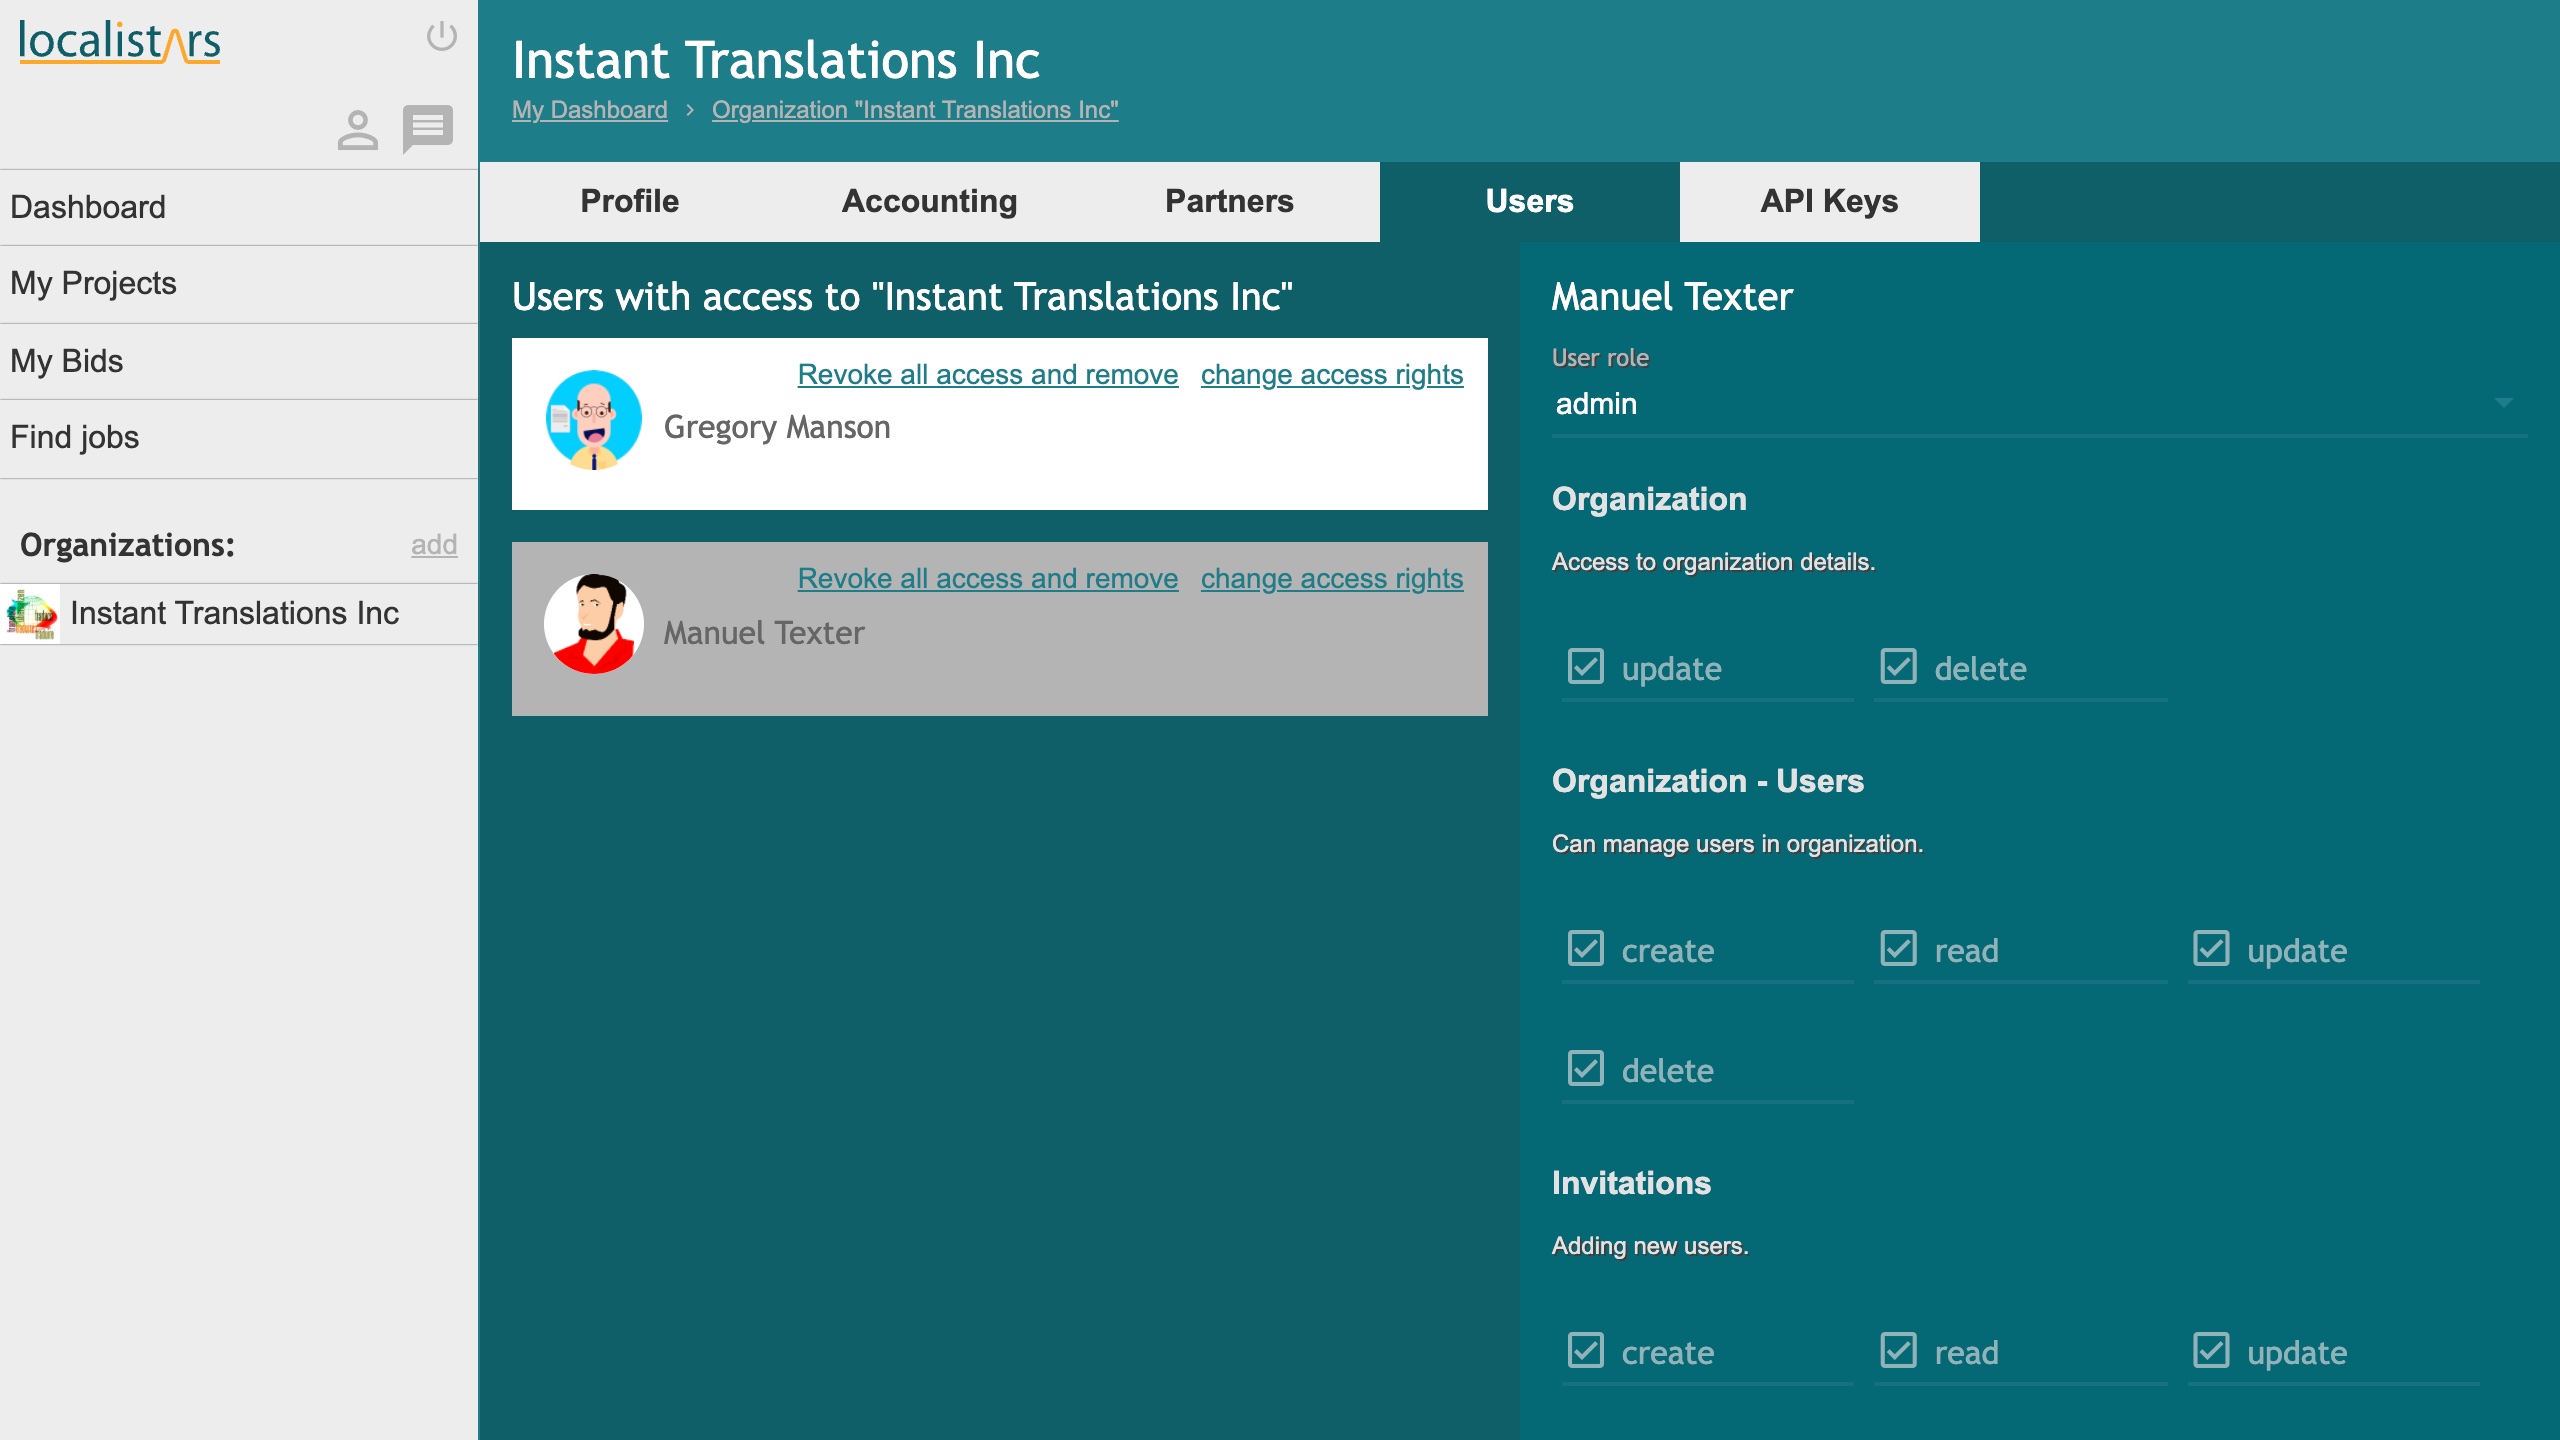 localistars
Dashboard
My Projects
My Bids
Find jobs
Organizations:
add
Instant Translations Inc
Instant Translations Inc
My Dashboard > Organization "Instant Translations Inc"
Profile
Accounting
Partners
Users
API Keys
Users with access to "Instant Translations Inc"
Revoke all access and remove change access rights
Gregory Manson
Revoke all access and remove change access rights
Manuel Texter
Manuel Texter
User role
admin
Organization
Access to organization details.
update delete
Organization - Users
Can manage users in organization.
create read update
delete
Invitations
Adding new users.
create read update